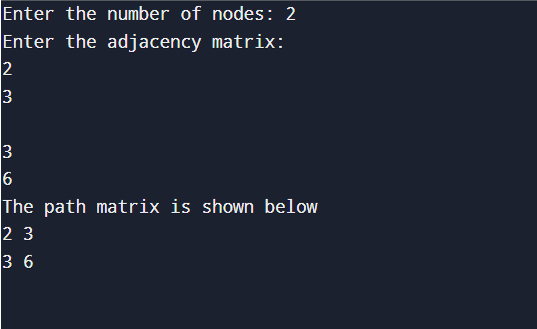 Enter the number of nodes: 2
Enter the adjacency matrix:
2
3
3
6
The path matrix is shown below
2 3
3 6